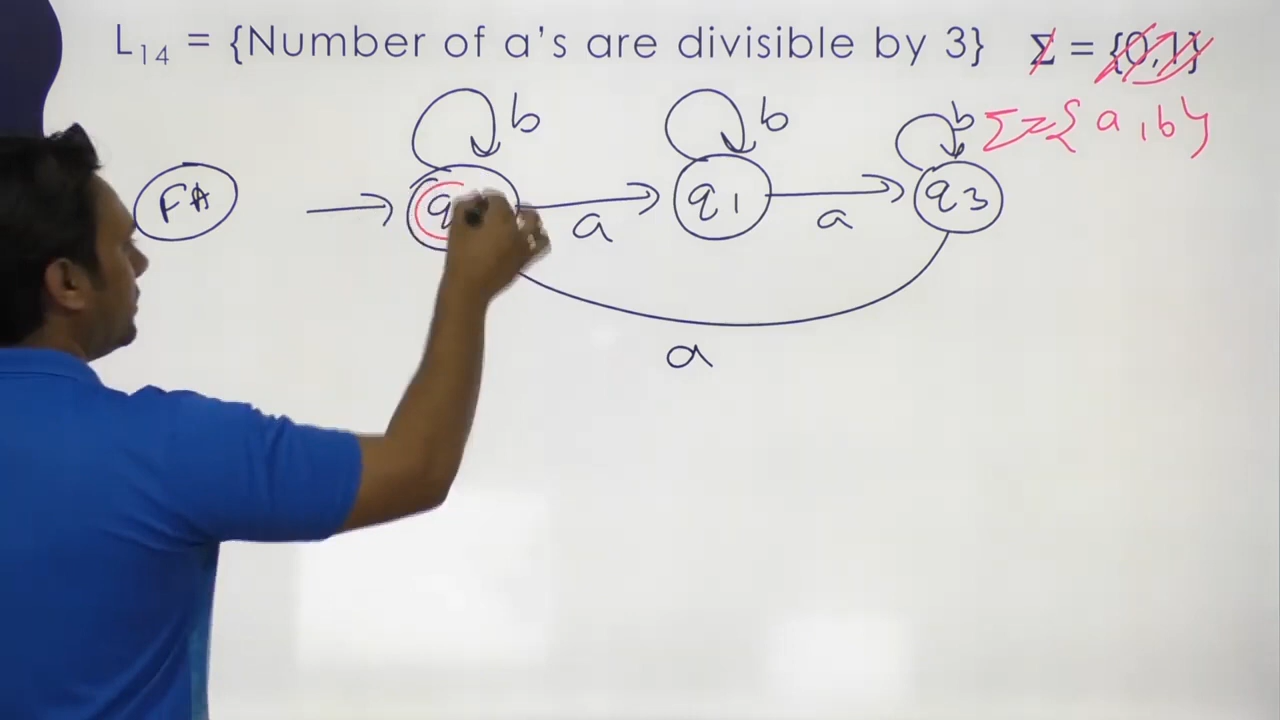 L₁₄ = {Number of a's are divisible by 3} Σ = {0,1}
Σ={a,b}
b b b
FA q q1 q3
a a
a